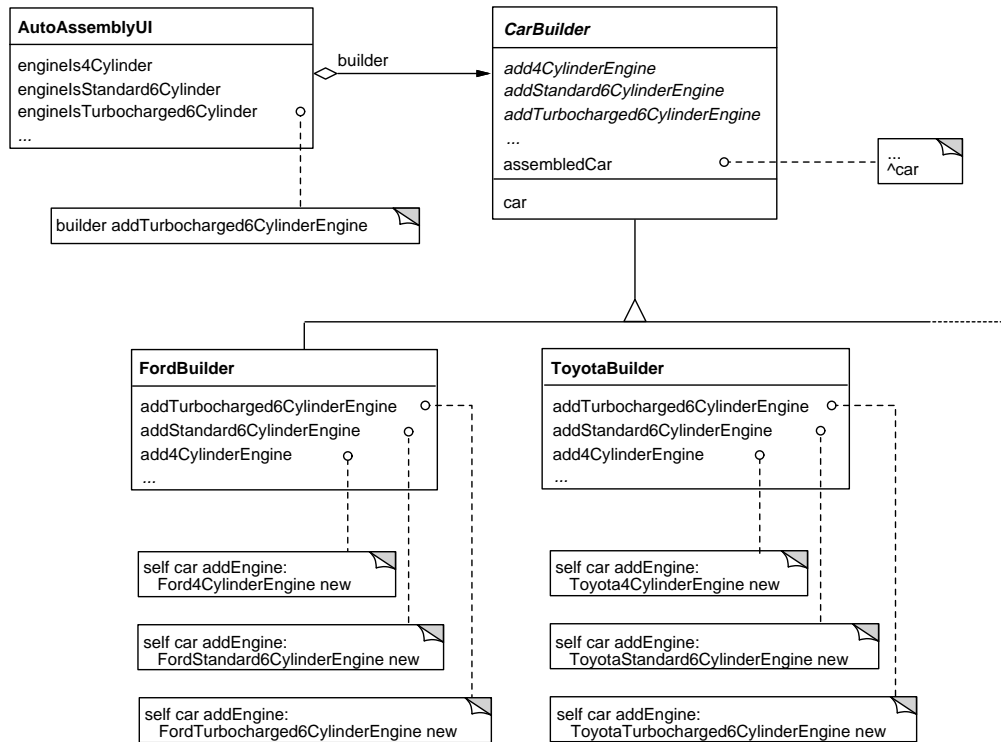 AutoAssemblyUI
engineIs4Cylinder
engineIsStandard6Cylinder
engineIsTurbocharged6Cylinder
...
builder
CarBuilder
add4CylinderEngine
addStandard6CylinderEngine
addTurbocharged6CylinderEngine
...
assembledCar
car
...
^car
builder addTurbocharged6CylinderEngine
FordBuilder
addTurbocharged6CylinderEngine
addStandard6CylinderEngine
add4CylinderEngine
...
ToyotaBuilder
addTurbocharged6CylinderEngine
addStandard6CylinderEngine
add4CylinderEngine
...
self car addEngine:
Ford4CylinderEngine new
self car addEngine:
Toyota4CylinderEngine new
self car addEngine:
FordStandard6CylinderEngine new
self car addEngine:
ToyotaStandard6CylinderEngine new
self car addEngine:
FordTurbocharged6CylinderEngine new
self car addEngine:
ToyotaTurbocharged6CylinderEngine new